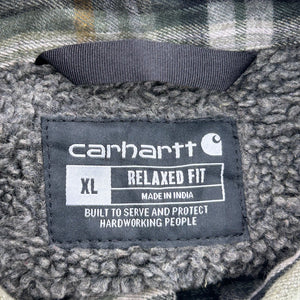 carhartt
XL RELAXED FIT
MADE IN INDIA
BUILT TO SERVE AND PROTECT
HARDWORKING PEOPLE